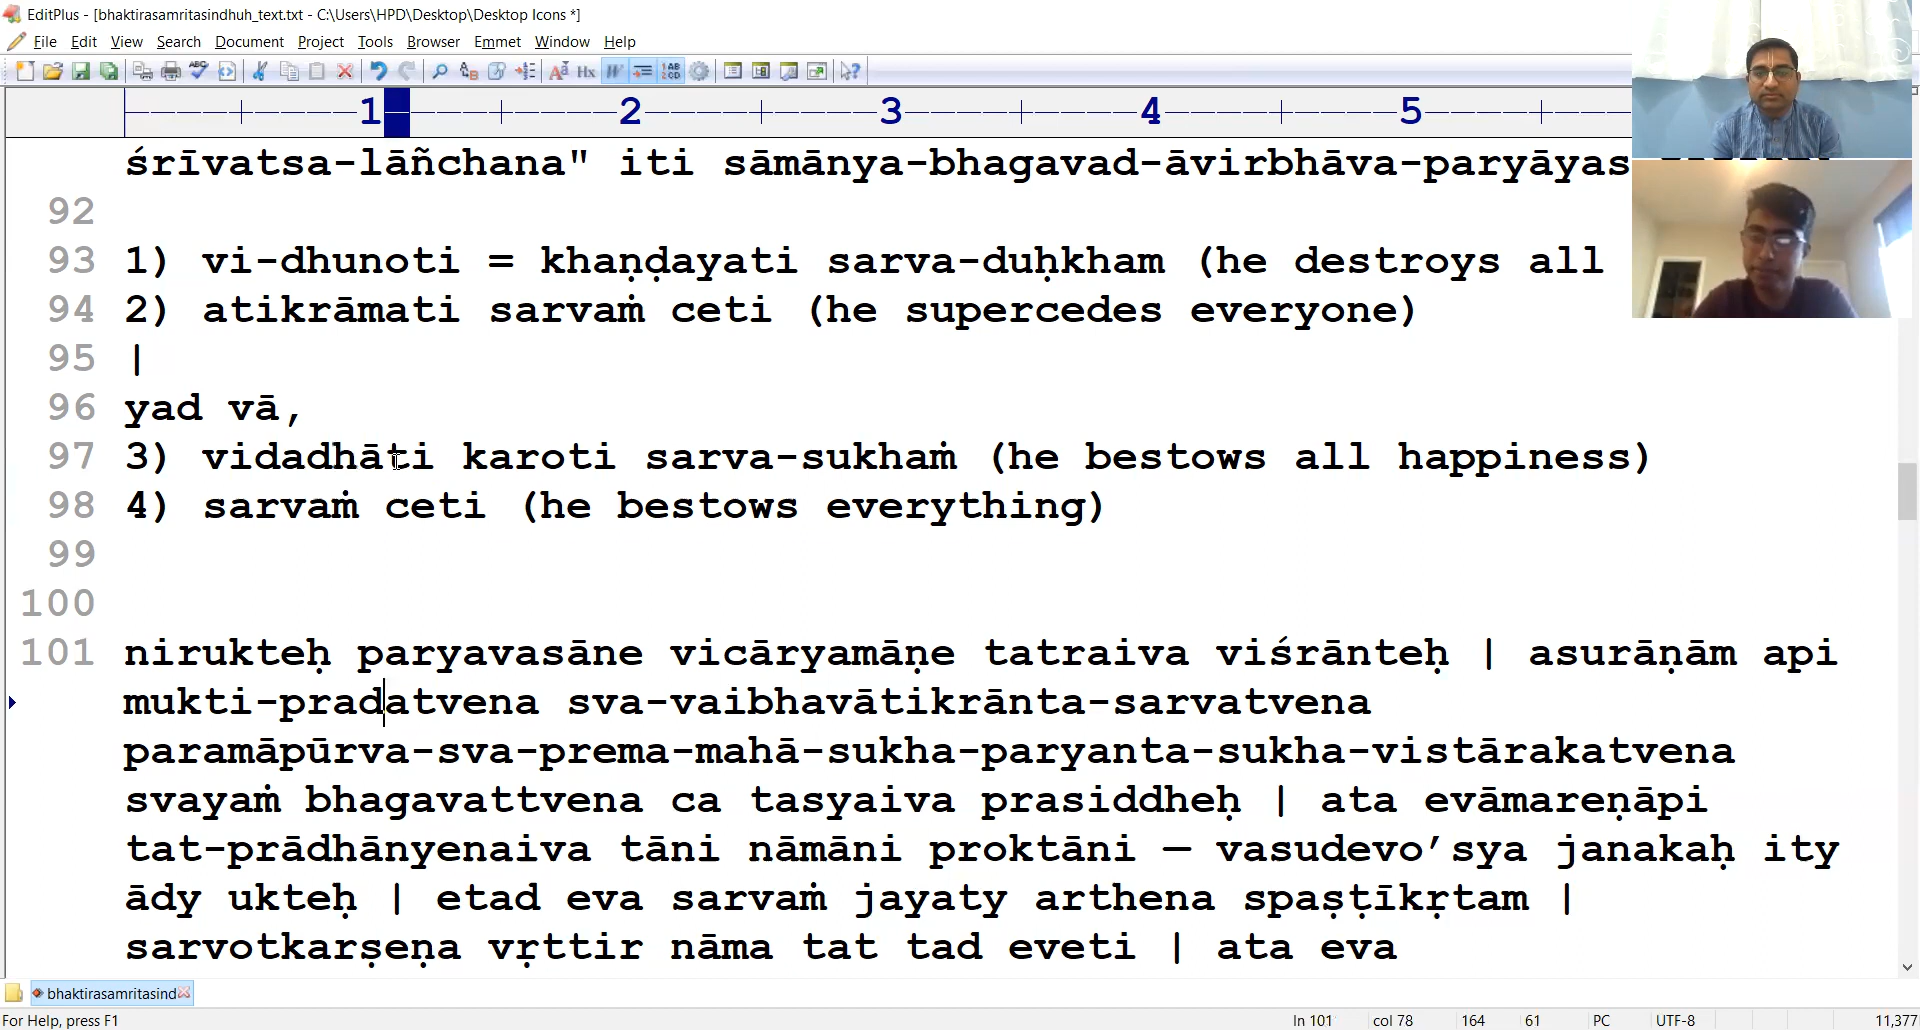 EditPlus - [bhaktirasamritasindhuh_text.txt - C:\Users\HPD\Desktop\Desktop Icons *]
File Edit View Search Document Project Tools Browser Emmet Window Help
1 2 3 4 5
śrīvatsa-lāñchana" iti sāmānya-bhagavad-āvirbhāva-paryāyas
92
93 1) vi-dhunoti = khaṇḍayati sarva-duḥkham (he destroys all
94 2) atikrāmati sarvaṁ ceti (he supercedes everyone)
95 |
96 yad vā,
97 3) vidadhāti karoti sarva-sukhaṁ (he bestows all happiness)
98 4) sarvaṁ ceti (he bestows everything)
99
100
101 nirukteḥ paryavasāne vicāryamāṇe tatraiva viśrānteḥ | asurāṇām api
mukti-pradatvena sva-vaibhavātikrānta-sarvatvena
paramāpūrva-sva-prema-mahā-sukha-paryanta-sukha-vistārakatvena
svayaṁ bhagavattvena ca tasyaiva prasiddheḥ | ata evāmareṇāpi
tat-prādhānyenaiva tāni nāmāni proktāni — vasudevo’sya janakaḥ ity
ādy ukteḥ | etad eva sarvaṁ jayaty arthena spaṣṭīkṛtam |
sarvotkarṣeṇa vṛttir nāma tat tad eveti | ata eva
bhaktirasamritasind
For Help, press F1 ln 101 col 78 164 61 PC UTF-8 11,377